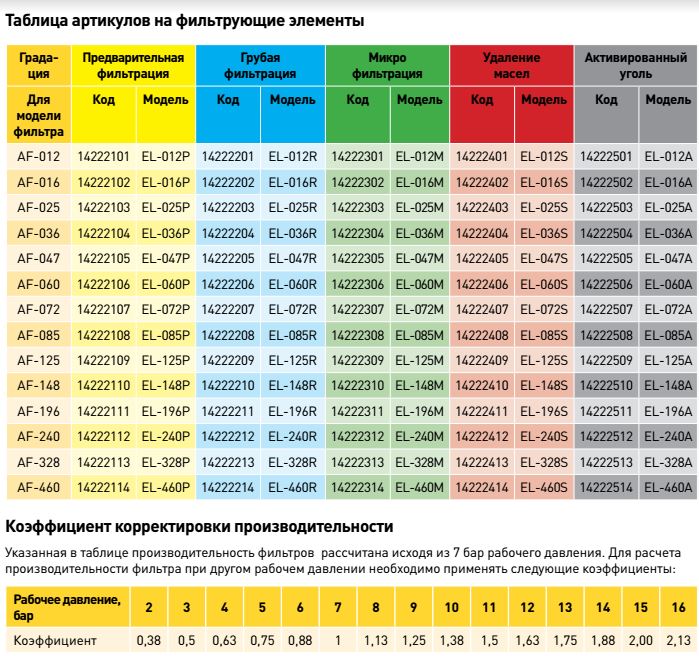 Таблица артикулов на фильтрующие элементы
Града-ция Предварительная фильтрация Грубая фильтрация Микро фильтрация Удаление масел Активированный уголь
Для модели фильтра Код Модель Код Модель Код Модель Код Модель Код Модель
AF-012 14222101 EL-012P 14222201 EL-012R 14222301 EL-012M 14222401 EL-012S 14222501 EL-012A
AF-016 14222102 EL-016P 14222202 EL-016R 14222302 EL-016M 14222402 EL-016S 14222502 EL-016A
AF-025 14222103 EL-025P 14222203 EL-025R 14222303 EL-025M 14222403 EL-025S 14222503 EL-025A
AF-036 14222104 EL-036P 14222204 EL-036R 14222304 EL-036M 14222404 EL-036S 14222504 EL-036A
AF-047 14222105 EL-047P 14222205 EL-047R 14222305 EL-047M 14222405 EL-047S 14222505 EL-047A
AF-060 14222106 EL-060P 14222206 EL-060R 14222306 EL-060M 14222406 EL-060S 14222506 EL-060A
AF-072 14222107 EL-072P 14222207 EL-072R 14222307 EL-072M 14222407 EL-072S 14222507 EL-072A
AF-085 14222108 EL-085P 14222208 EL-085R 14222308 EL-085M 14222408 EL-085S 14222508 EL-085A
AF-125 14222109 EL-125P 14222209 EL-125R 14222309 EL-125M 14222409 EL-125S 14222509 EL-125A
AF-148 14222110 EL-148P 14222210 EL-148R 14222310 EL-148M 14222410 EL-148S 14222510 EL-148A
AF-196 14222111 EL-196P 14222211 EL-196R 14222311 EL-196M 14222411 EL-196S 14222511 EL-196A
AF-240 14222112 EL-240P 14222212 EL-240R 14222312 EL-240M 14222412 EL-240S 14222512 EL-240A
AF-328 14222113 EL-328P 14222213 EL-328R 14222313 EL-328M 14222413 EL-328S 14222513 EL-328A
AF-460 14222114 EL-460P 14222214 EL-460R 14222314 EL-460M 14222414 EL-460S 14222514 EL-460A
Коэффициент корректировки производительности
Указанная в таблице производительность фильтров рассчитана исходя из 7 бар рабочего давления. Для расчета
производительности фильтра при другом рабочем давлении необходимо применять следующие коэффициенты:
Рабочее давление, бар 2 3 4 5 6 7 8 9 10 11 12 13 14 15 16
Коэффициент 0,38 0,5 0,63 0,75 0,88 1 1,13 1,25 1,38 1,5 1,63 1,75 1,88 2,00 2,13